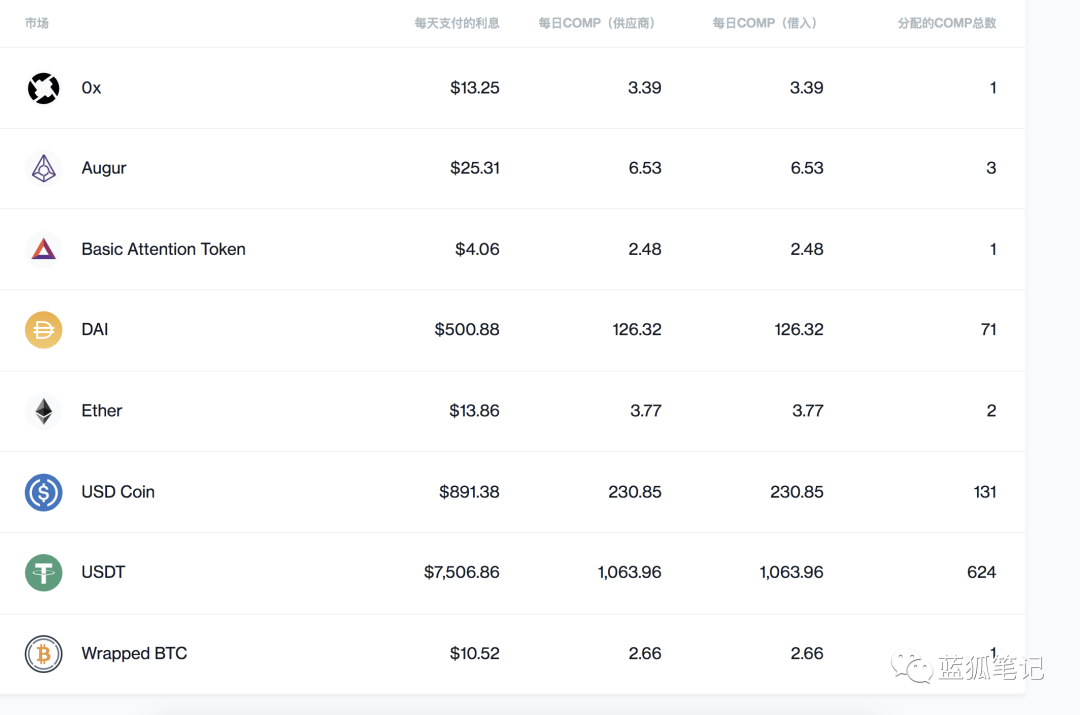 市场 每天支付的利息 每日COMP（供应商） 每日COMP（借入） 分配的COMP总数
0x $13.25 3.39 3.39 1
Augur $25.31 6.53 6.53 3
Basic Attention Token $4.06 2.48 2.48 1
DAI $500.88 126.32 126.32 71
Ether $13.86 3.77 3.77 2
USD Coin $891.38 230.85 230.85 131
USDT $7,506.86 1,063.96 1,063.96 624
Wrapped BTC $10.52 2.66 2.66 1
蓝狐笔记